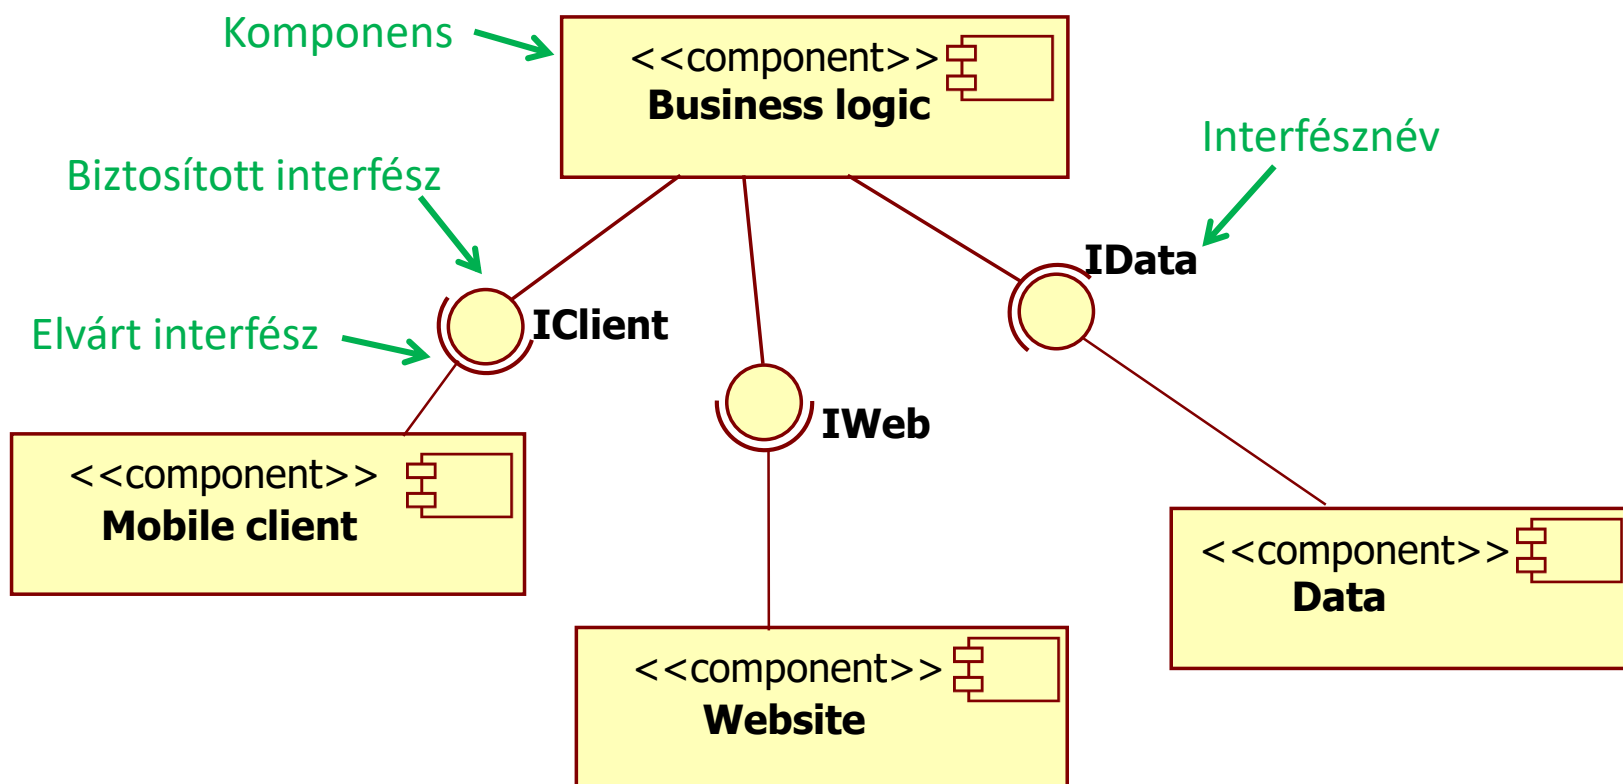 Komponens
<<component>>
Business logic
Interfésznév
Biztosított interfész
IData
Elvárt interfész
IClient
IWeb
<<component>>
Mobile client
<<component>>
Data
<<component>>
Website